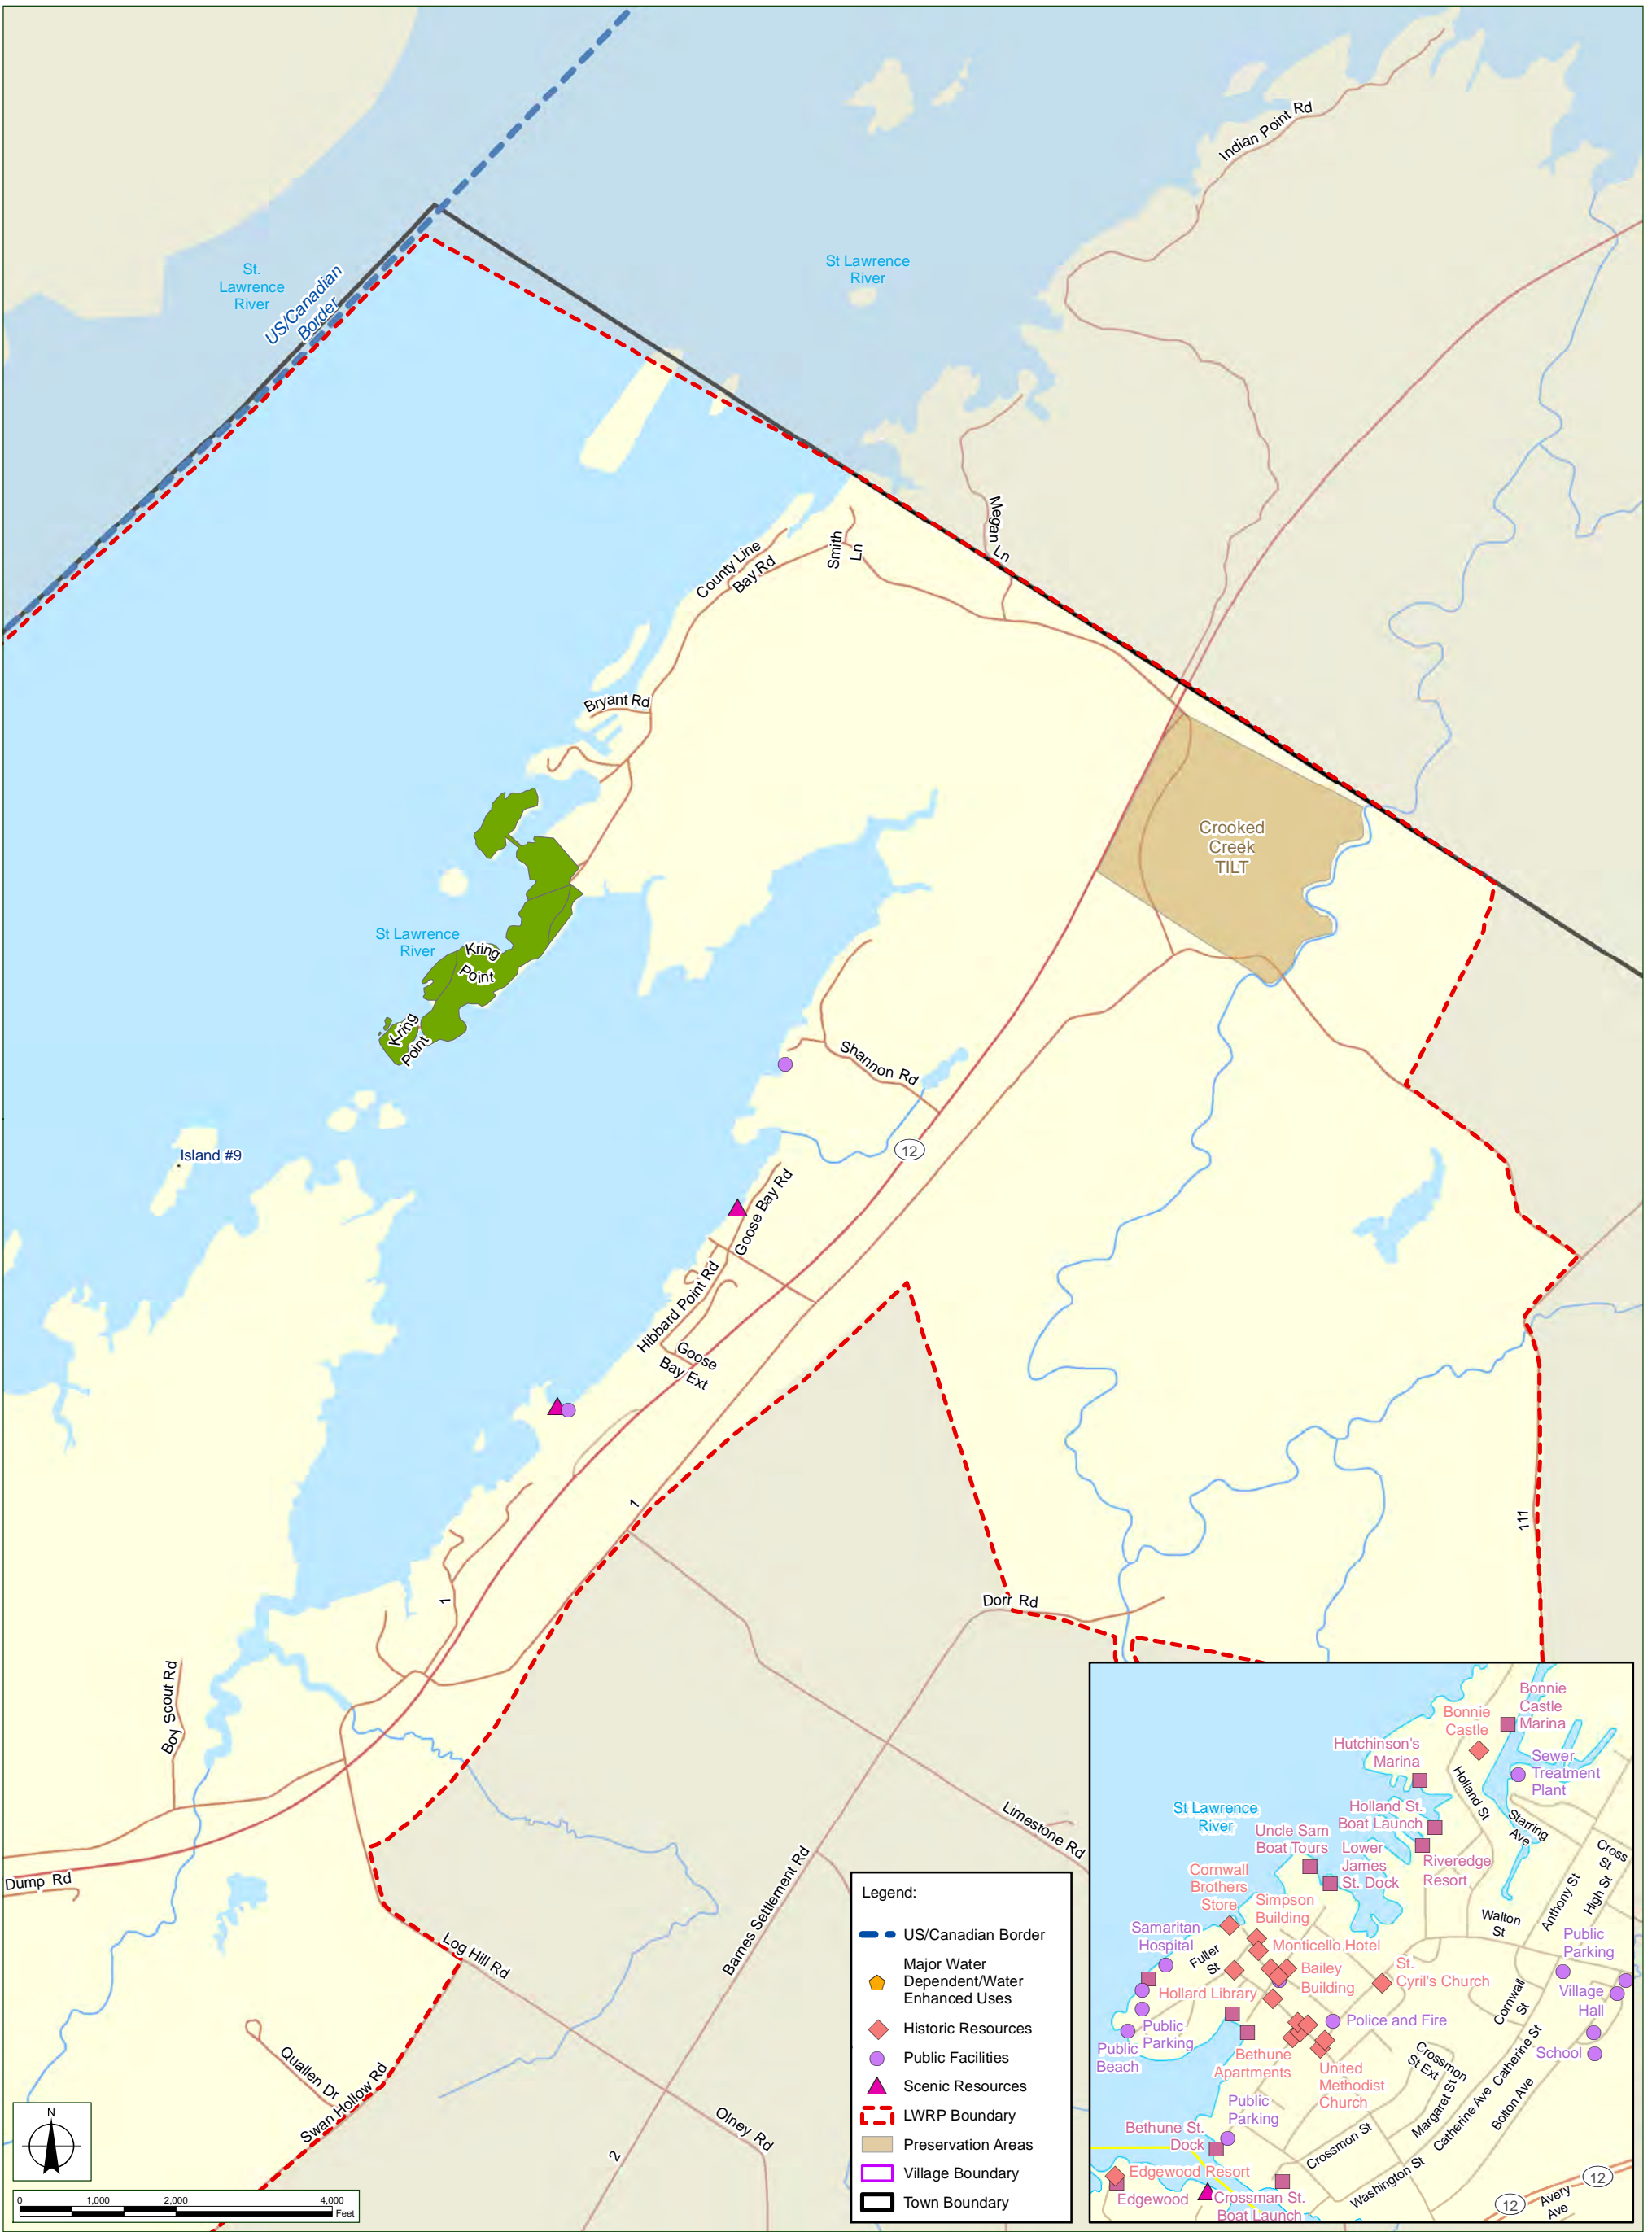 Indian Point Rd
St.
Lawrence
River
US/Canadian
Border
St Lawrence
River
Megan Ln
County Line
Bay Rd
Smith
Ln
Bryant Rd
Crooked
Creek
TILT
St Lawrence
River
Kring
Point
Kring
Point
Shannon Rd
12
Island #9
Goose Bay Rd
Hibbard Point Rd
Goose
Bay Ext
1
111
1
Dorr Rd
Boy Scout Rd
Dump Rd
Limestone Rd
Barnes Settlement Rd
Log Hill Rd
Quallen Dr
Swan Hollow Rd
Olney Rd
2
N
0 1,000 2,000 4,000
Feet
Legend:
US/Canadian Border
Major Water
Dependent/Water
Enhanced Uses
Historic Resources
Public Facilities
Scenic Resources
LWRP Boundary
Preservation Areas
Village Boundary
Town Boundary
Bonnie
Castle
Marina
Bonnie
Castle
Hutchinson's
Marina
Sewer
Treatment
Plant
Holland St
St Lawrence
River
Holland St.
Boat Launch
Starring
Ave
Uncle Sam
Boat Tours
Lower
James
St. Dock
Riveredge
Resort
Cross
St
High St
Anthony St
Cornwall
Brothers
Store
Simpson
Building
Walton
St
Samaritan
Hospital
Fuller
St
Monticello Hotel
Public
Parking
Bailey
Building
St.
Cyril's Church
Hollard Library
Cornwall
St
Village
Hall
Public
Parking
Police and Fire
Public
Beach
School
Bethune
Apartments
United
Methodist
Church
Crossmon
St Ext
Catherine St
Margaret St
Catherine Ave
Bolton Ave
Public
Parking
Bethune St.
Dock
Crossmon St
Washington St
Edgewood Resort
Edgewood
Crossman St.
Boat Launch
12
12
Avery
Ave